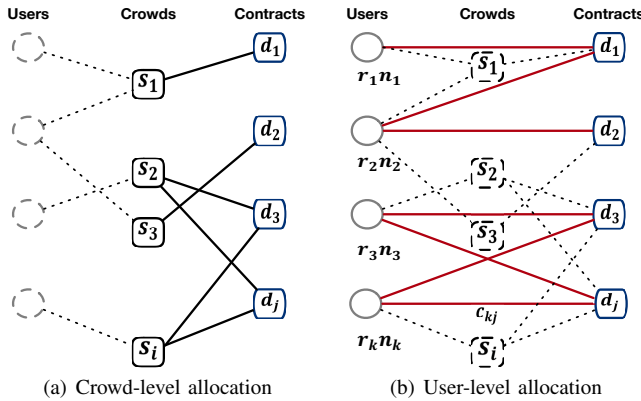 Users Crowds Contracts
d₁
s₁
d₂
s₂
d₃
s₃
dⱼ
sᵢ
(a) Crowd-level allocation
Users Crowds Contracts
d₁
s₁
r₁n₁
d₂
r₂n₂
s₂
d₃
s₃
r₃n₃
dⱼ
cₖⱼ
rₖnₖ
sᵢ
(b) User-level allocation